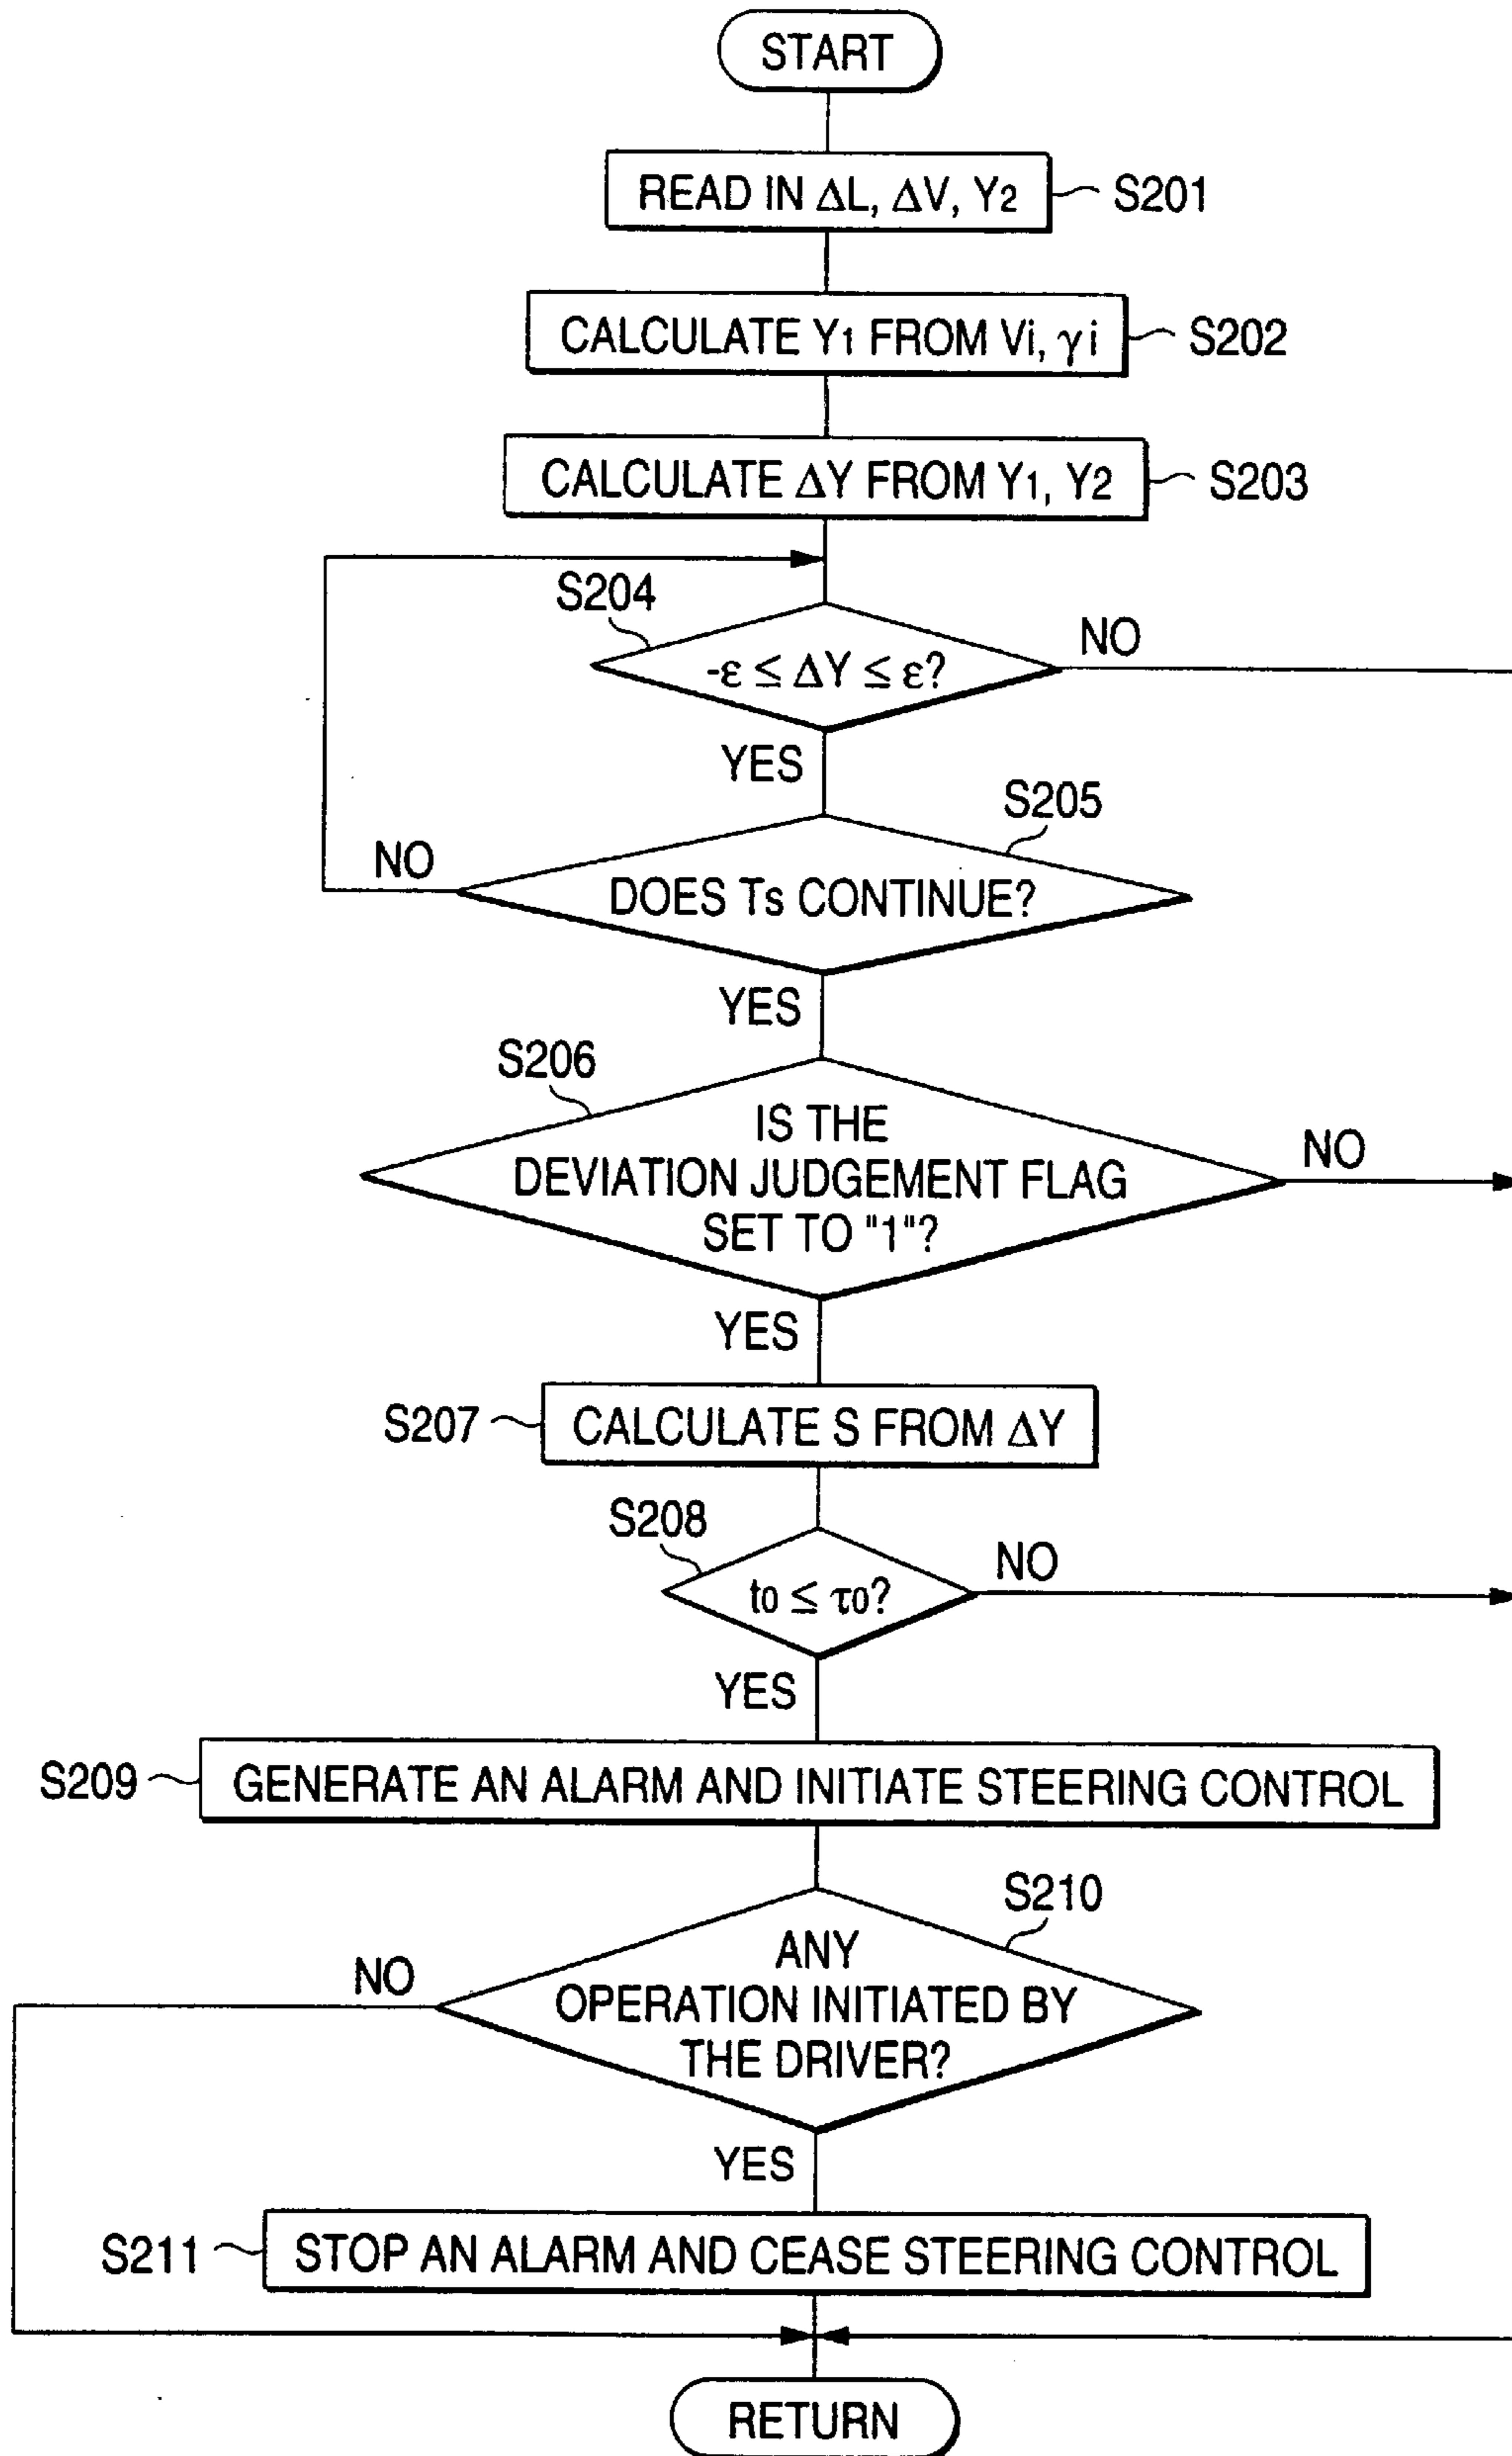 START
READ IN ΔL, ΔV, Y2
S201
CALCULATE Y1 FROM Vi, γi
S202
CALCULATE ΔY FROM Y1, Y2
S203
S204
-ε ≤ ΔY ≤ ε?
NO
YES
S205
DOES Ts CONTINUE?
NO
YES
S206
IS THE
DEVIATION JUDGEMENT FLAG
SET TO "1"?
NO
YES
S207
CALCULATE S FROM ΔY
S208
t0 ≤ τ0?
NO
YES
S209
GENERATE AN ALARM AND INITIATE STEERING CONTROL
S210
ANY
OPERATION INITIATED BY
THE DRIVER?
NO
YES
S211
STOP AN ALARM AND CEASE STEERING CONTROL
RETURN